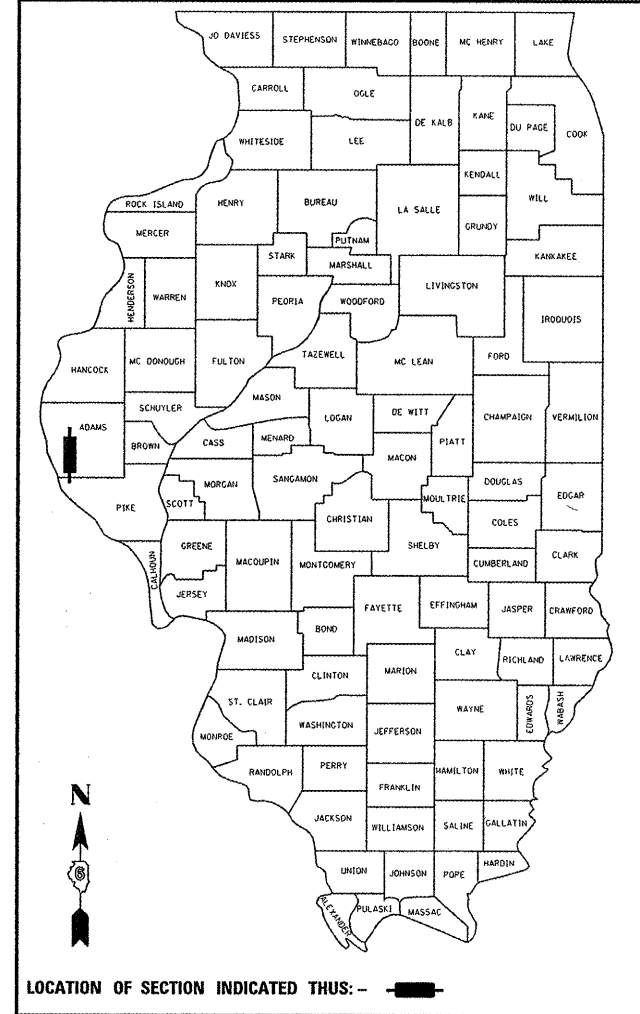 JO DAVIESS STEPHENSON WINNEBAGO BOONE MC HENRY LAKE
CARROLL OGLE DE KALB KANE DU PAGE COOK
WHITESIDE LEE
KENDALL
ROCK ISLAND HENRY BUREAU LA SALLE WILL
GRUNDY
MERCER PUTNAM
STARK MARSHALL KANKAKEE
HENDERSON WARREN KNOX PEORIA WOODFORD LIVINGSTON
IROQUOIS
HANCOCK MC DONOUGH FULTON TAZEWELL MC LEAN FORD
MASON
SCHUYLER LOGAN DE WITT CHAMPAIGN VERMILION
ADAMS BROWN CASS MENARD PIATT
MACON
MORGAN SANGAMON DOUGLAS
PIKE SCOTT MOULTRIE EDGAR
CHRISTIAN COLES
GREENE MACOUPIN MONTGOMERY SHELBY CLARK
CALHOUN CUMBERLAND
JERSEY FAYETTE EFFINGHAM JASPER CRAWFORD
MADISON BOND
CLAY RICHLAND LAWRENCE
CLINTON MARION
ST. CLAIR WAYNE EDWARDS WABASH
WASHINGTON JEFFERSON
MONROE
RANDOLPH PERRY HAMILTON WHITE
FRANKLIN
N
JACKSON WILLIAMSON SALINE GALLATIN
6
UNION JOHNSON POPE HARDIN
ALEXANDER PULASKI MASSAC
LOCATION OF SECTION INDICATED THUS: –